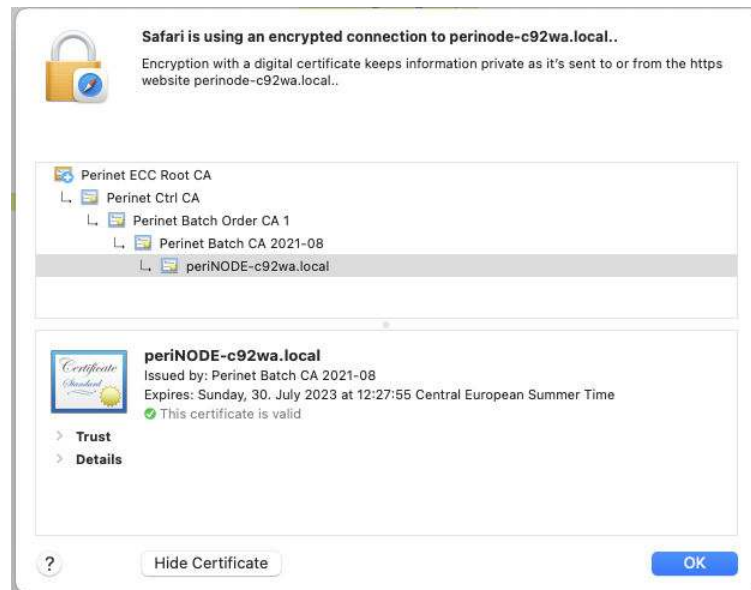 Safari is using an encrypted connection to perinode-c92wa.local..
Encryption with a digital certificate keeps information private as it's sent to or from the https
website perinode-c92wa.local..
Perinet ECC Root CA
Perinet Ctrl CA
Perinet Batch Order CA 1
Perinet Batch CA 2021-08
periNODE-c92wa.local
Certificate
Standard
periNODE-c92wa.local
Issued by: Perinet Batch CA 2021-08
Expires: Sunday, 30. July 2023 at 12:27:55 Central European Summer Time
This certificate is valid
Trust
Details
?
Hide Certificate
OK